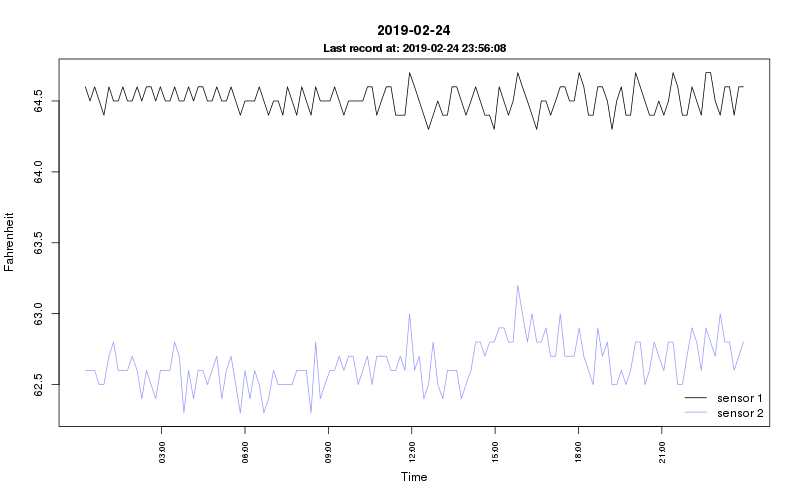 2019-02-24
Last record at: 2019-02-24 23:56:08
Fahrenheit
64.5
64.0
63.5
63.0
62.5
sensor 1
sensor 2
03:00 06:00 09:00 12:00 15:00 18:00 21:00
Time